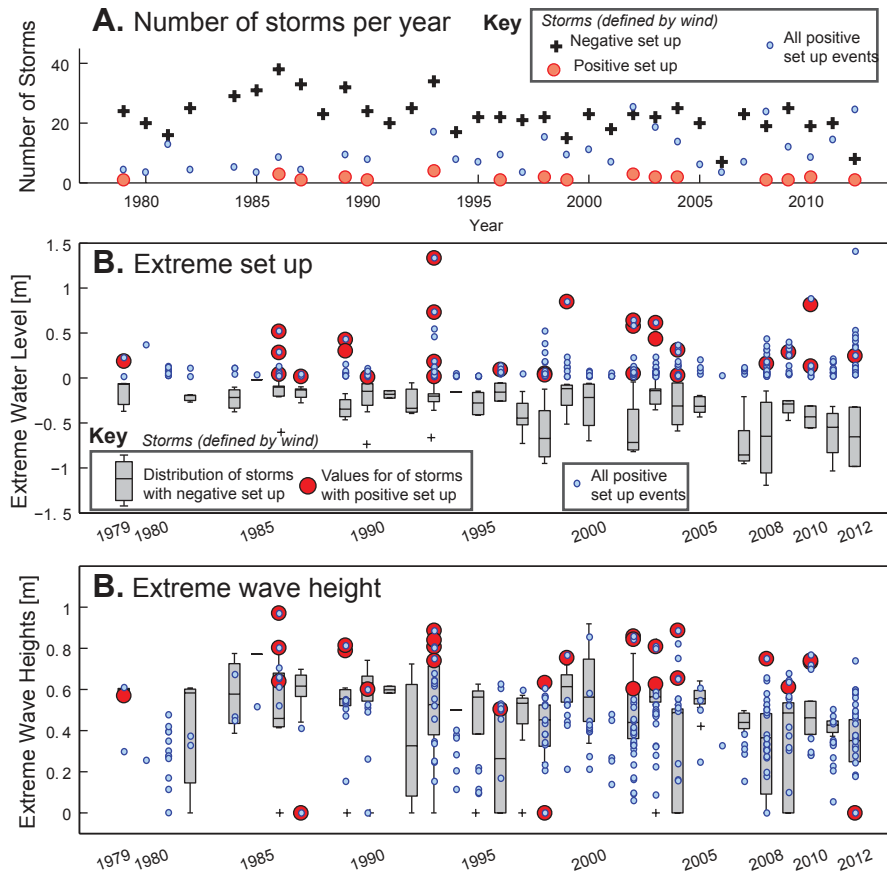 A. Number of storms per year
Key
Storms (defined by wind)
Negative set up
Positive set up
All positive
set up events
Number of Storms
40
20
0
1980
1985
1990
1995
2000
2005
2010
Year
B. Extreme set up
Extreme Water Level [m]
1.5
1
0.5
0
−0.5
−1
−1.5
Key
Storms (defined by wind)
Distribution of storms
with negative set up
Values for of storms
with positive set up
All positive
set up events
1979
1980
1985
1990
1995
2000
2005
2008
2010
2012
B. Extreme wave height
Extreme Wave Heights [m]
1
0.8
0.6
0.4
0.2
0
1979
1980
1985
1990
1995
2000
2005
2008
2010
2012